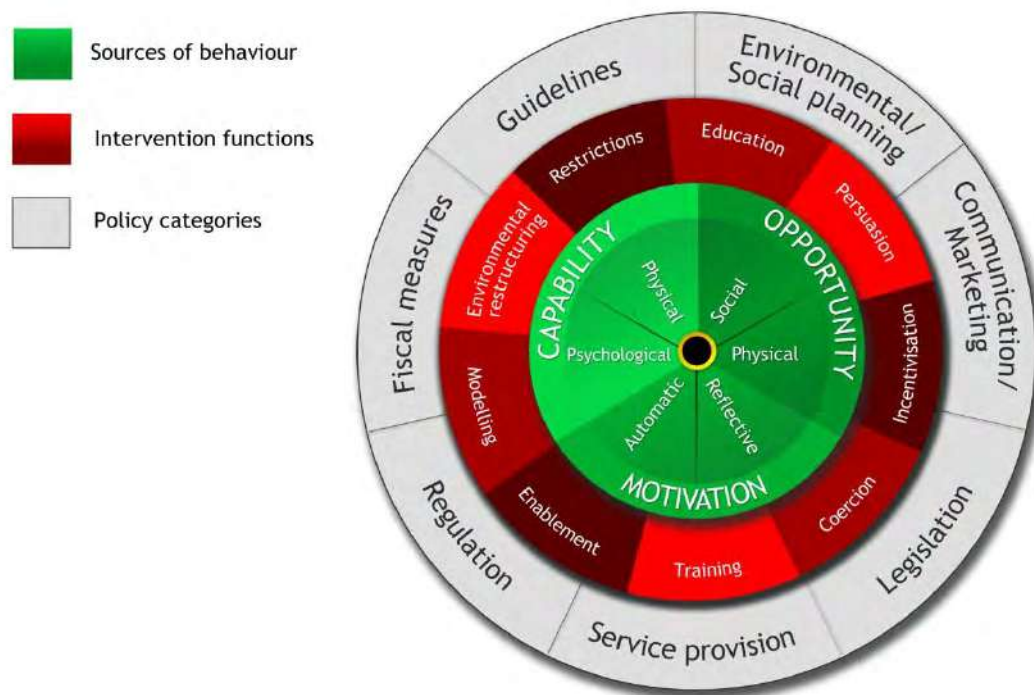 Sources of behaviour
Intervention functions
Policy categories
Guidelines
Environmental/
Social planning
Communication/
Marketing
Legislation
Service provision
Regulation
Fiscal measures
Restrictions
Education
Persuasion
Incentivisation
Coercion
Training
Enablement
Modelling
Environmental
restructuring
CAPABILITY
OPPORTUNITY
MOTIVATION
Physical
Social
Physical
Reflective
Automatic
Psychological